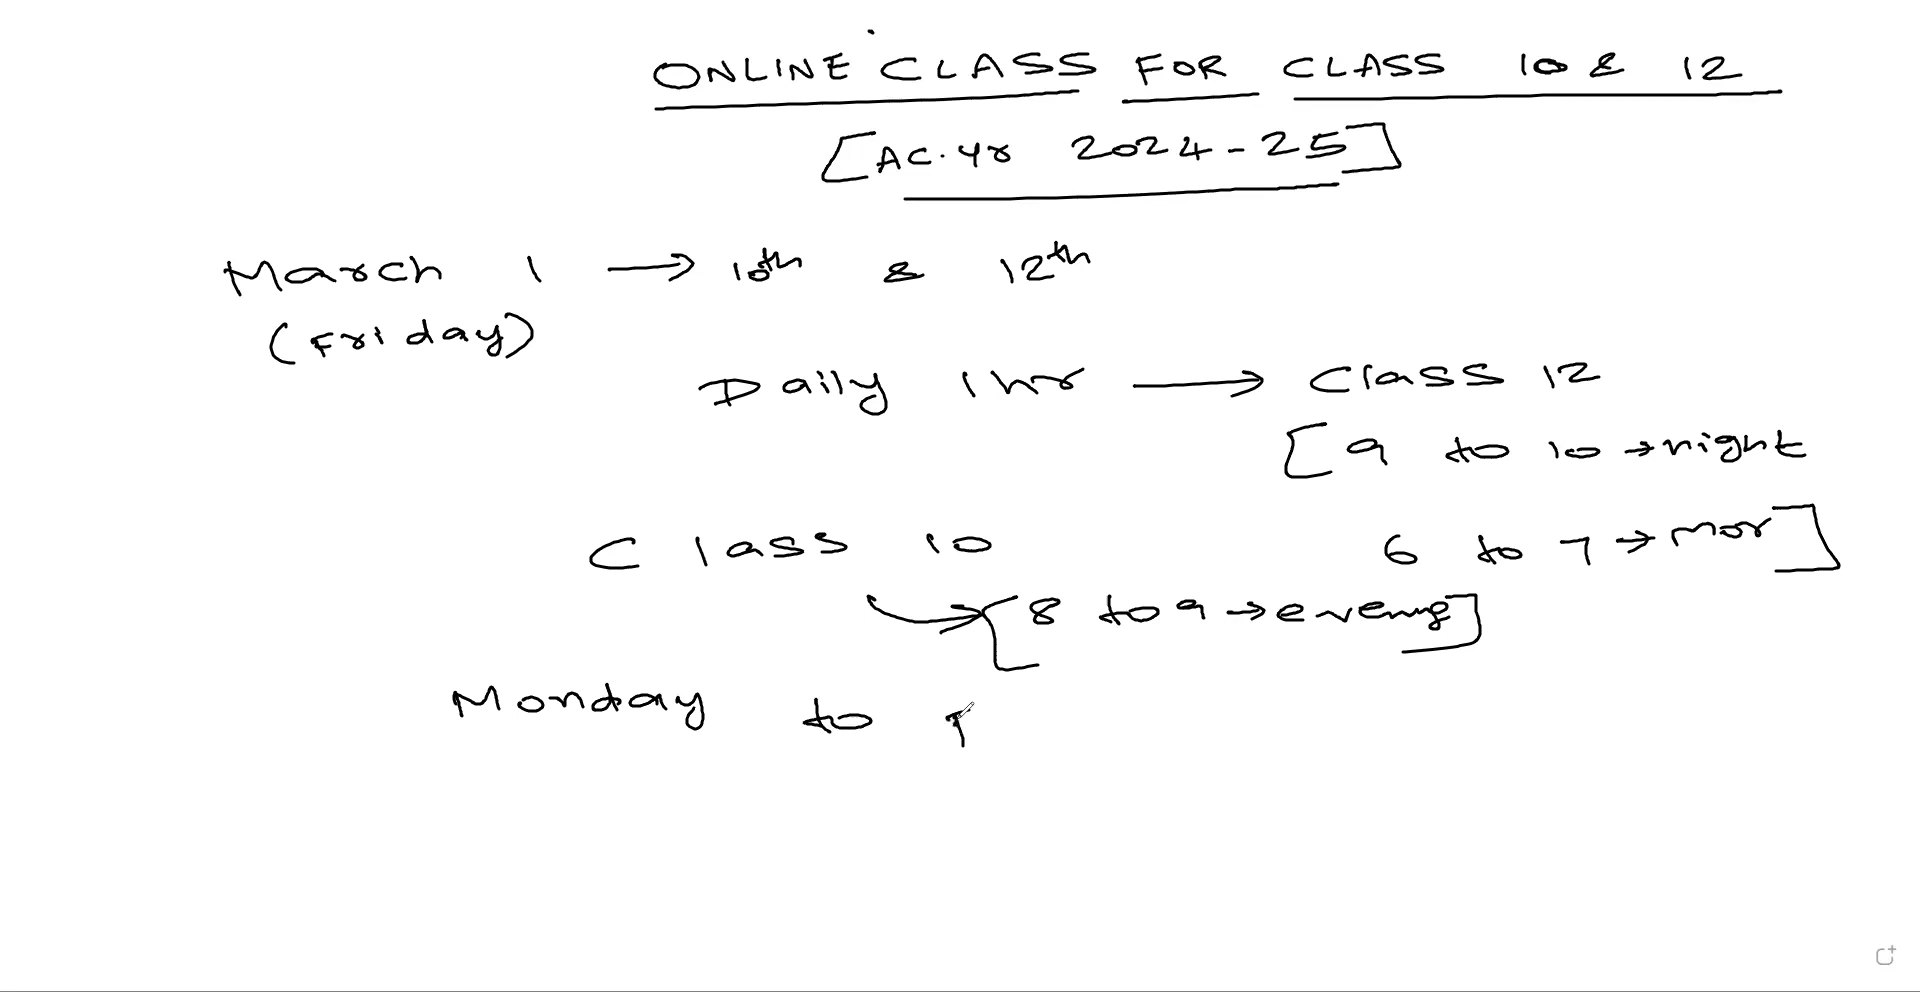 ONLINE CLASS FOR CLASS 10 & 12
[AC.yr 2024-25]
March 1 → 10th & 12th
(Friday)
Daily 1hr → Class 12
[9 to 10 → night
6 to 7 → mor]
Class 10
→ [8 to 9 → eveng]
Monday to